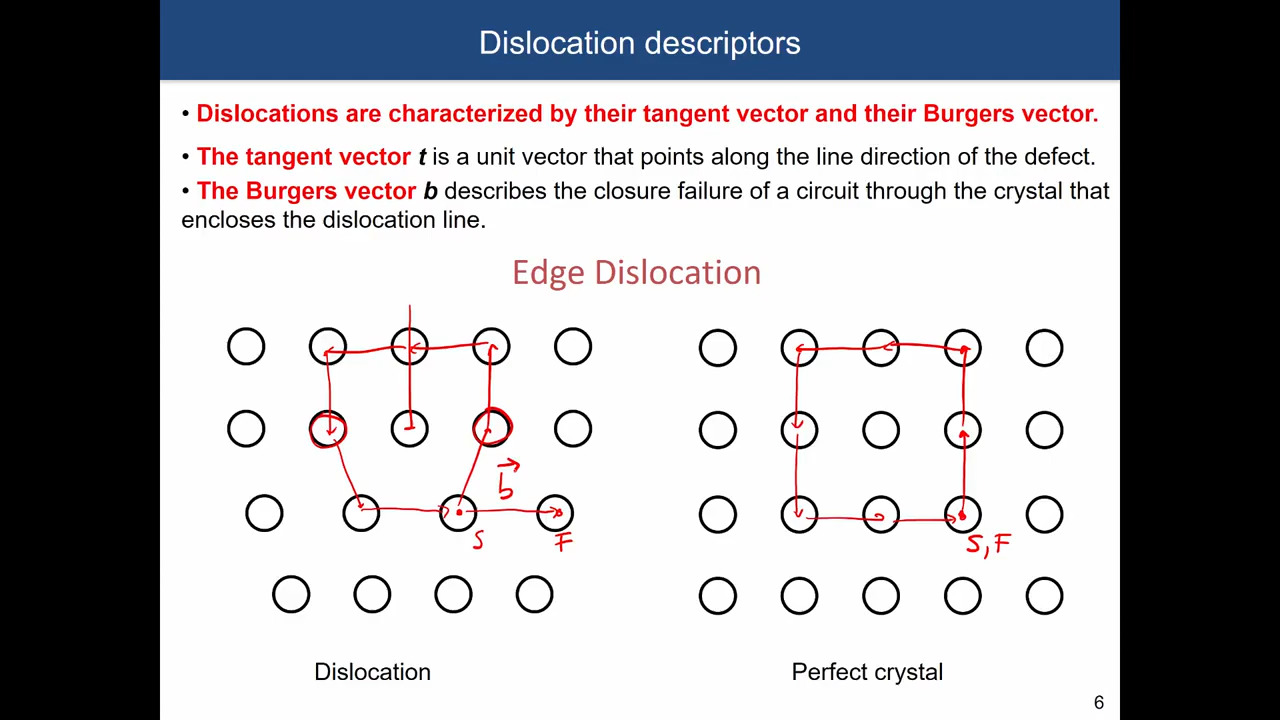 Dislocation descriptors
• Dislocations are characterized by their tangent vector and their Burgers vector.
• The tangent vector t is a unit vector that points along the line direction of the defect.
• The Burgers vector b describes the closure failure of a circuit through the crystal that
encloses the dislocation line.
Edge Dislocation
b
S F
S, F
Dislocation Perfect crystal
6